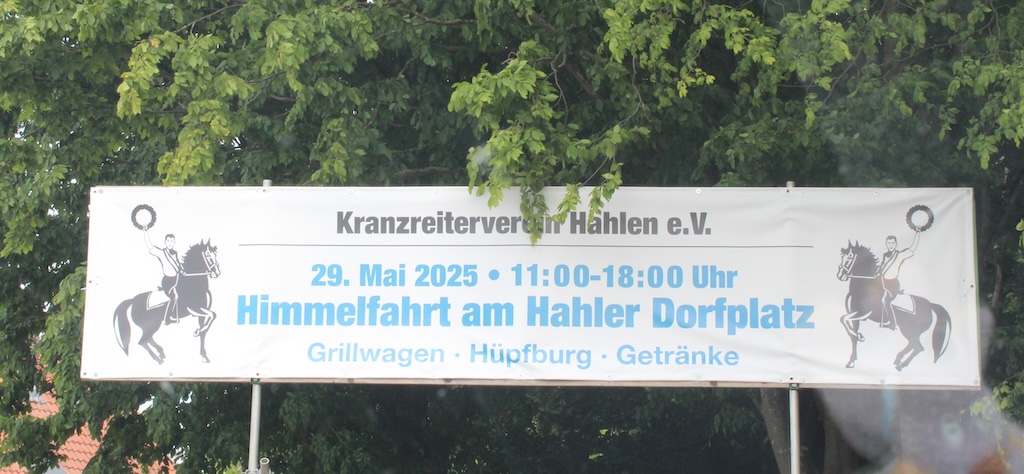 Kranzreiterverein Hahlen e.V.
29. Mai 2025 • 11:00-18:00 Uhr
Himmelfahrt am Hahler Dorfplatz
Grillwagen · Hüpfburg · Getränke